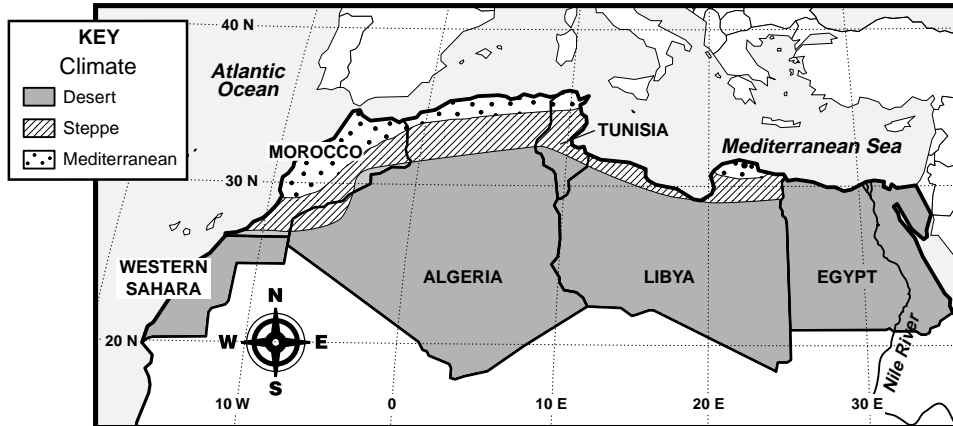 KEY
Climate
Desert
Steppe
Mediterranean
40 N
Atlantic
Ocean
TUNISIA
MOROCCO
Mediterranean Sea
30 N
WESTERN
SAHARA
ALGERIA
LIBYA
EGYPT
N
W
E
S
20 N
Nile River
10 W
0
10 E
20 E
30 E